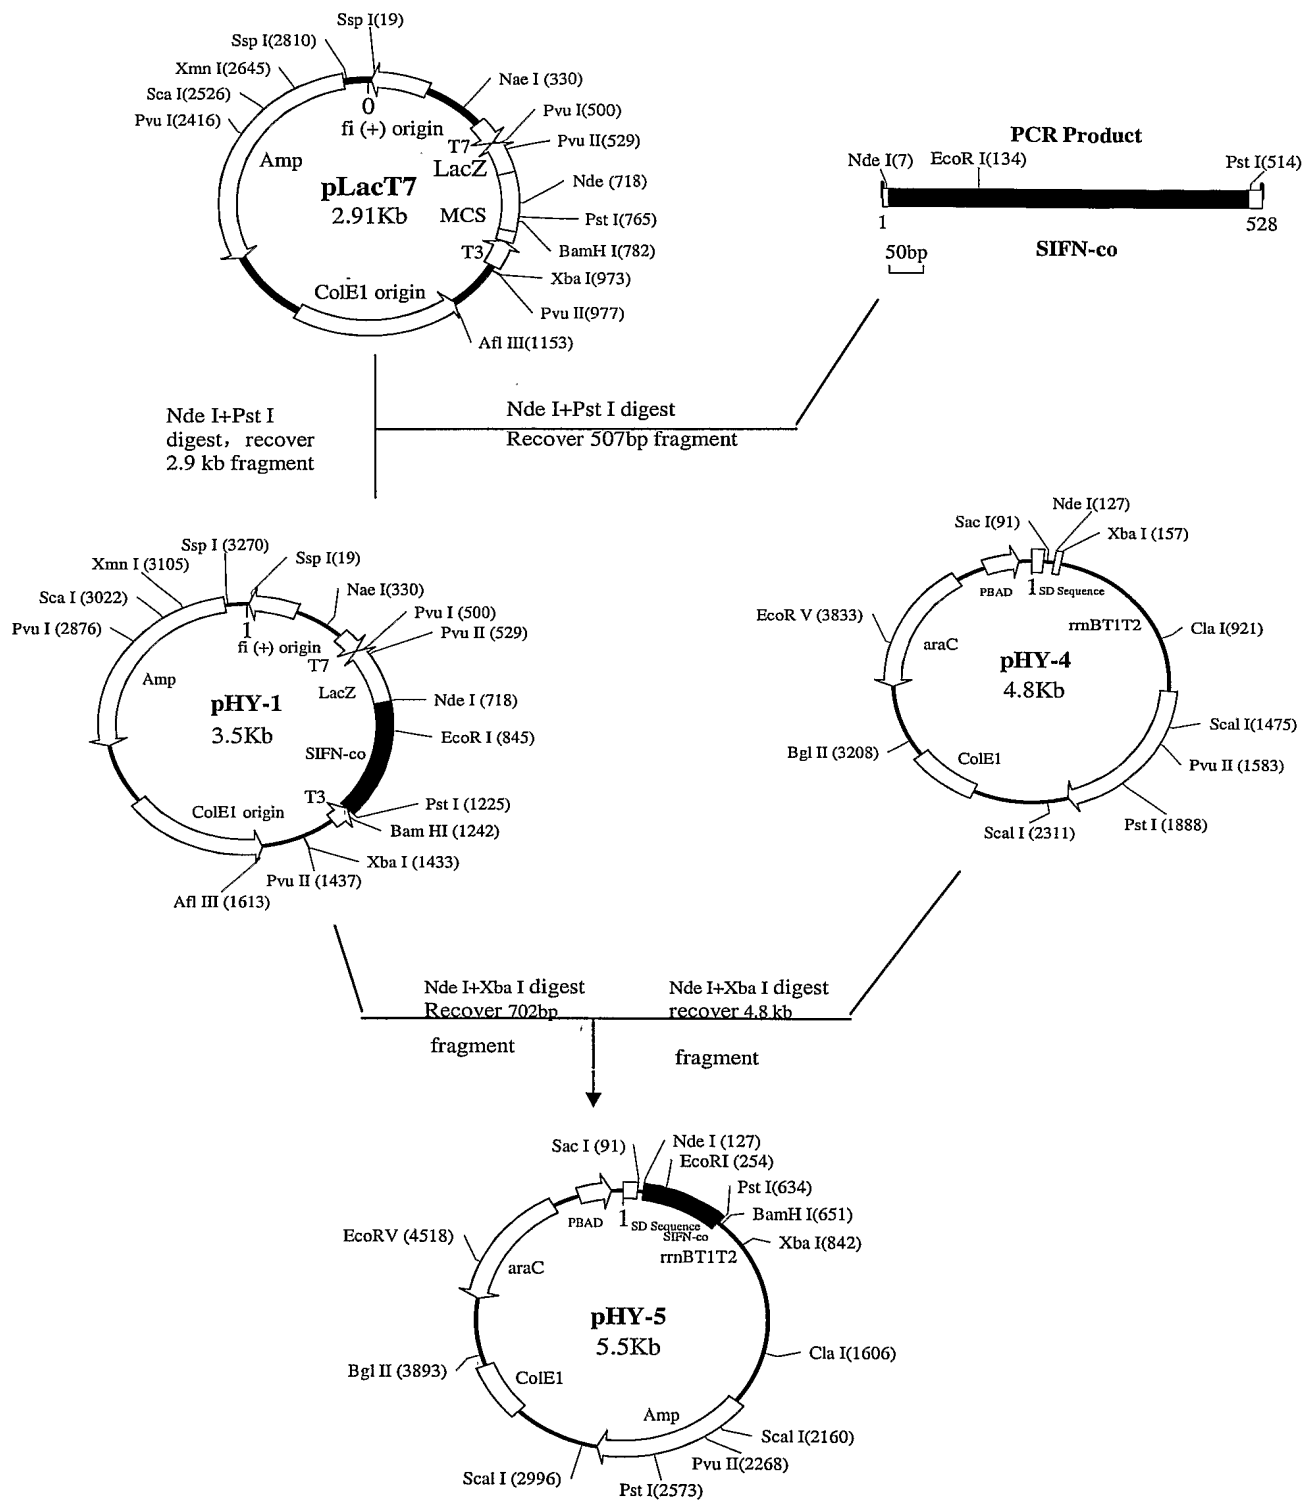 Ssp I(19)
Ssp I(2810)
Xmn I(2645)
Sca I(2526)
Pvu I(2416)
Nae I (330)
Pvu I(500)
Pvu II(529)
Nde (718)
Pst I(765)
BamH I(782)
Xba I(973)
Pvu II(977)
Afl III(1153)
0
fi (+) origin
T7
LacZ
Amp
pLacT7
2.91Kb
MCS
T3
ColE1 origin
PCR Product
Nde I(7)
EcoR I(134)
Pst I(514)
1
528
50bp
SIFN-co
Nde I+Pst I
digest, recover
2.9 kb fragment
Nde I+Pst I digest
Recover 507bp fragment
Ssp I (3270)
Ssp I(19)
Xmn I (3105)
Sca I (3022)
Pvu I (2876)
Nae I(330)
Pvu I (500)
Pvu II (529)
Nde I (718)
EcoR I (845)
Pst I (1225)
Bam HI (1242)
Xba I (1433)
Pvu II (1437)
Afl III (1613)
1
fi (+) origin
T7
Amp
LacZ
pHY-1
3.5Kb
SIFN-co
T3
ColE1 origin
Nde I(127)
Sac I(91)
Xba I (157)
PBAD
1 SD Sequence
EcoR V (3833)
araC
rrnBT1T2
Cla I(921)
pHY-4
4.8Kb
Scal I(1475)
Bgl II (3208)
ColE1
Pvu II (1583)
Pst I (1888)
Scal I (2311)
Nde I+Xba I digest
Recover 702bp
fragment
Nde I+Xba I digest
recover 4.8 kb
fragment
Sac I (91)
Nde I (127)
EcoRI (254)
Pst I(634)
BamH I(651)
Xba I(842)
PBAD
1 SD Sequence
SIFN-co
rrnBT1T2
EcoRV (4518)
araC
pHY-5
5.5Kb
Cla I(1606)
Bgl II (3893)
ColE1
Amp
Scal I(2160)
Pvu II(2268)
Scal I (2996)
Pst I(2573)